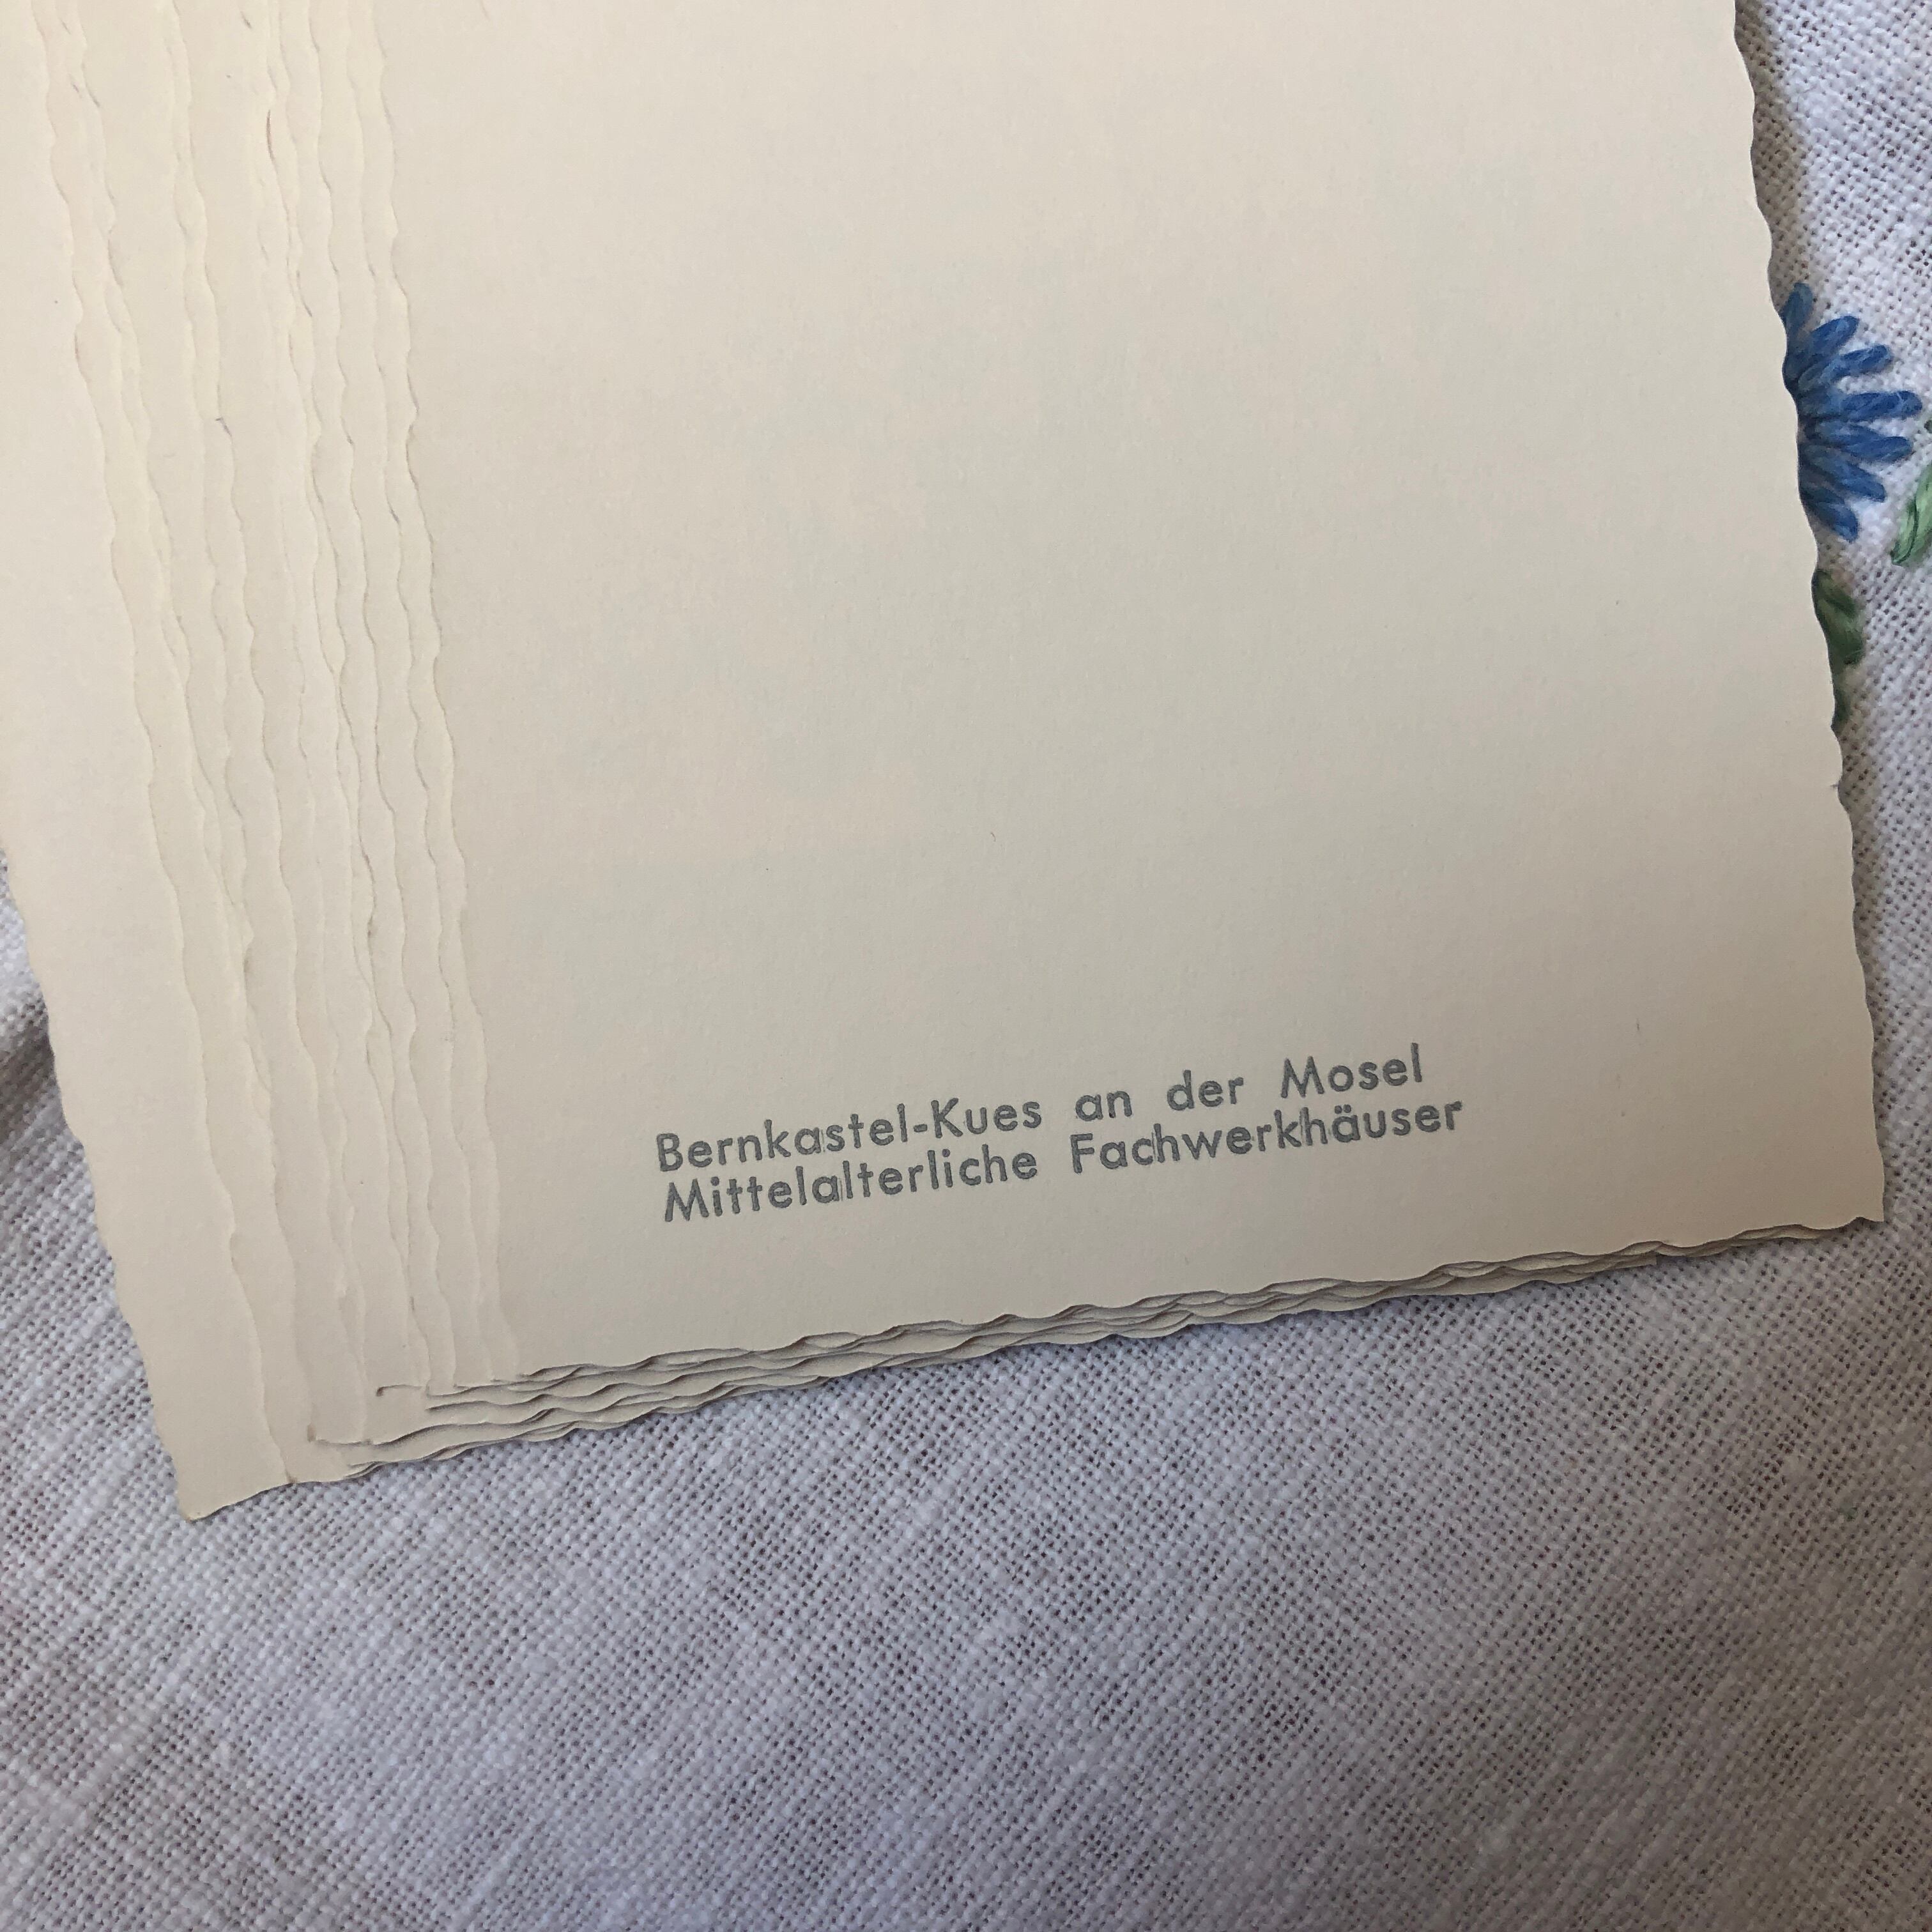 Bernkastel-Kues an der Mosel
Mittelalterliche Fachwerkhäuser